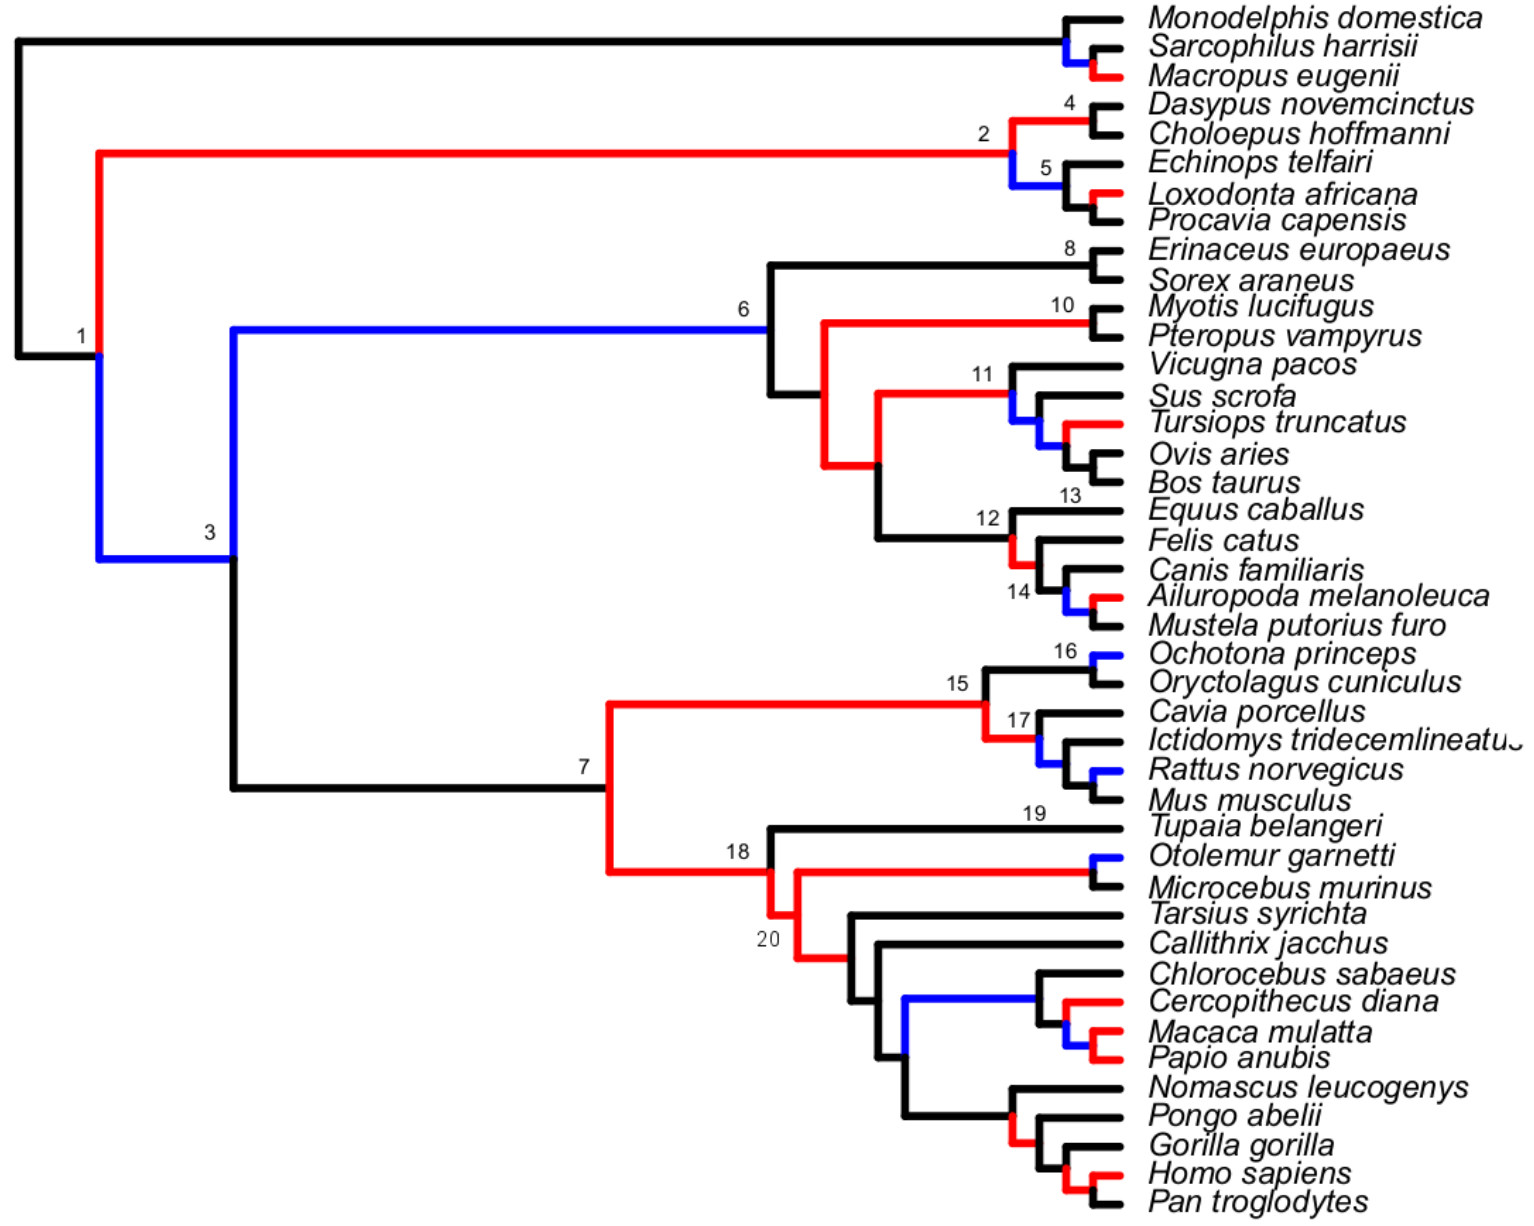 Monodelphis domestica
Sarcophilus harrisii
Macropus eugenii
4 Dasypus novemcinctus
2 Choloepus hoffmanni
5 Echinops telfairi
Loxodonta africana
Procavia capensis
8 Erinaceus europaeus
Sorex araneus
6 10 Myotis lucifugus
1 Pteropus vampyrus
11 Vicugna pacos
Sus scrofa
Tursiops truncatus
Ovis aries
Bos taurus
13
12 Equus caballus
3 Felis catus
Canis familiaris
14 Ailuropoda melanoleuca
Mustela putorius furo
16 Ochotona princeps
15 Oryctolagus cuniculus
17 Cavia porcellus
Ictidomys tridecemlineatus
7 Rattus norvegicus
Mus musculus
19
Tupaia belangeri
18 Otolemur garnetti
Microcebus murinus
Tarsius syrichta
20 Callithrix jacchus
Chlorocebus sabaeus
Cercopithecus diana
Macaca mulatta
Papio anubis
Nomascus leucogenys
Pongo abelii
Gorilla gorilla
Homo sapiens
Pan troglodytes